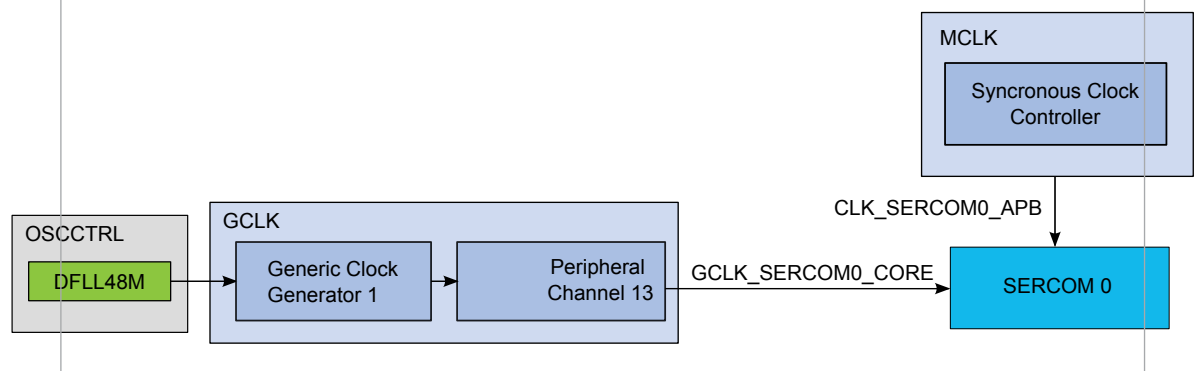 MCLK
Syncronous Clock
Controller
CLK_SERCOM0_APB
OSCCTRL
DFLL48M
GCLK
Generic Clock
Generator 1
Peripheral
Channel 13
GCLK_SERCOM0_CORE
SERCOM 0